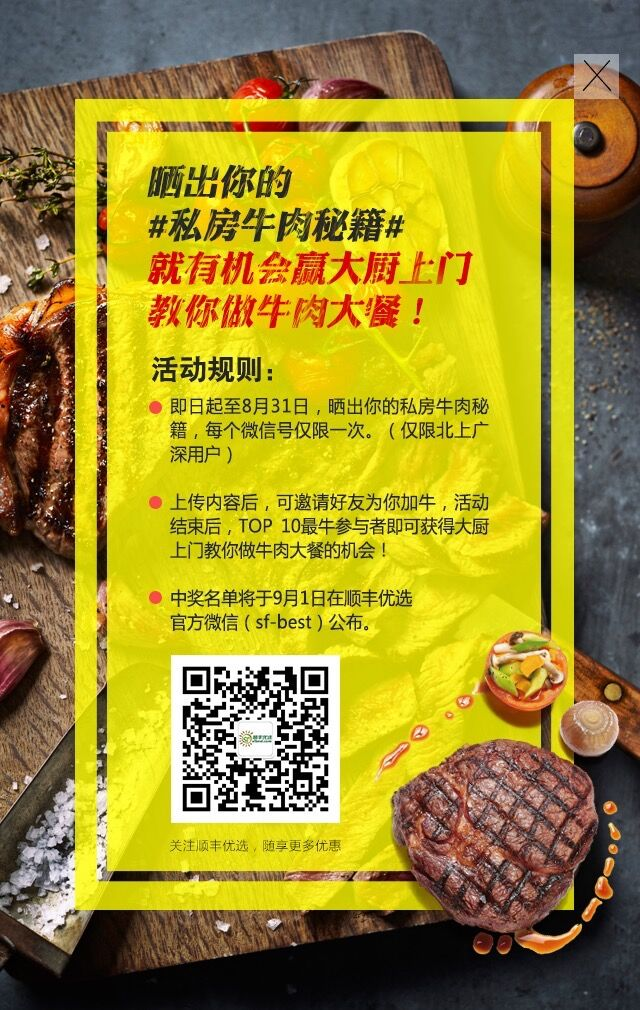 晒出你的
#私房牛肉秘籍#
就有机会赢大厨上门
教你做牛肉大餐！
活动规则：
即日起至8月31日，晒出你的私房牛肉秘
籍，每个微信号仅限一次。（仅限北上广
深用户）
上传内容后，可邀请好友为你加牛，活动
结束后，TOP 10最牛参与者即可获得大厨
上门教你做牛肉大餐的机会！
中奖名单将于9月1日在顺丰优选
官方微信（sf-best）公布。
顺丰优选
关注顺丰优选，随享更多优惠